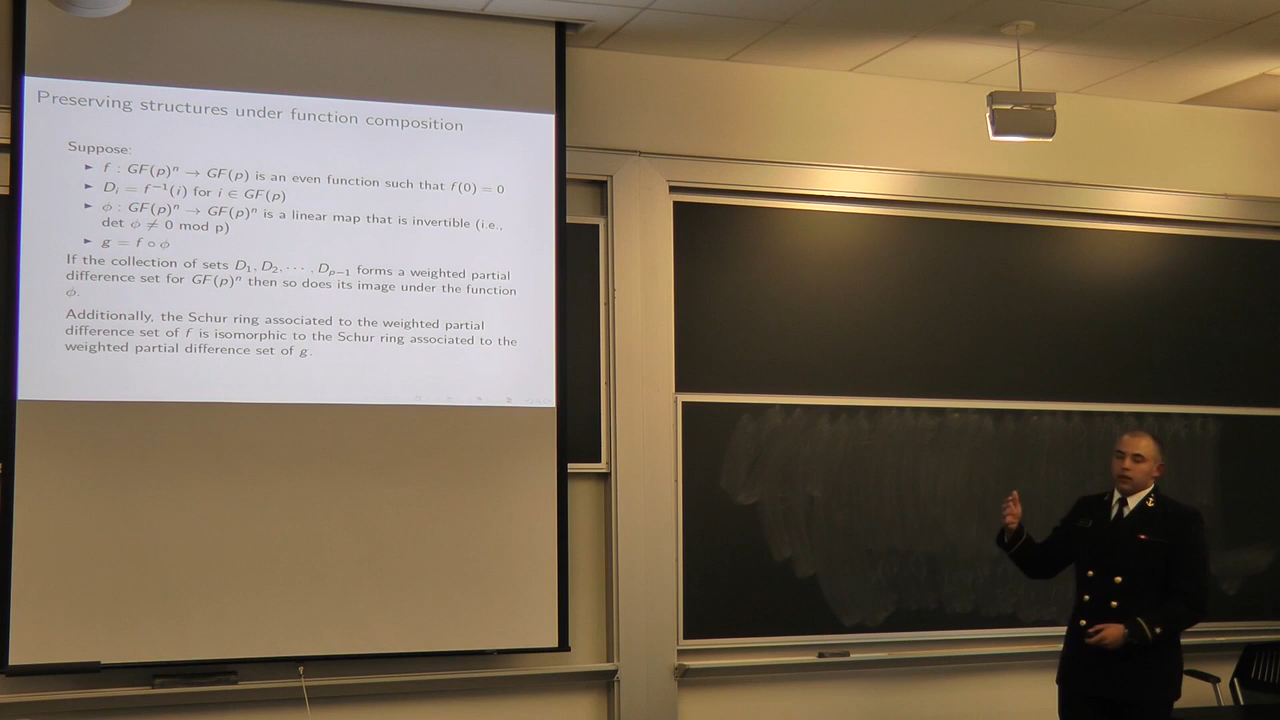 Preserving structures under function composition
Suppose:
► f : GF(p)ⁿ → GF(p) is an even function such that f(0) = 0
► Dᵢ = f⁻¹(i) for i ∈ GF(p)
► ϕ : GF(p)ⁿ → GF(p)ⁿ is a linear map that is invertible (i.e.,
det ϕ ≠ 0 mod p)
► g = f ∘ ϕ
If the collection of sets D₁, D₂, ⋯ , Dₚ₋₁ forms a weighted partial
difference set for GF(p)ⁿ then so does its image under the function
ϕ.
Additionally, the Schur ring associated to the weighted partial
difference set of f is isomorphic to the Schur ring associated to the
weighted partial difference set of g.